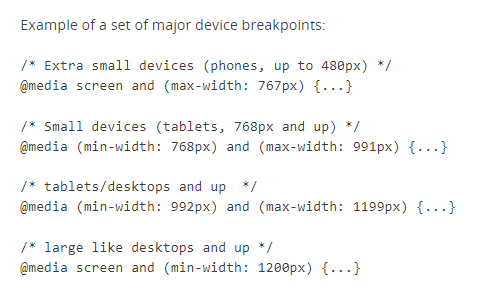 Example of a set of major device breakpoints:
/* Extra small devices (phones, up to 480px) */
@media screen and (max-width: 767px) {...}
/* Small devices (tablets, 768px and up) */
@media (min-width: 768px) and (max-width: 991px) {...}
/* tablets/desktops and up  */
@media (min-width: 992px) and (max-width: 1199px) {...}
/* large like desktops and up */
@media screen and (min-width: 1200px) {...}